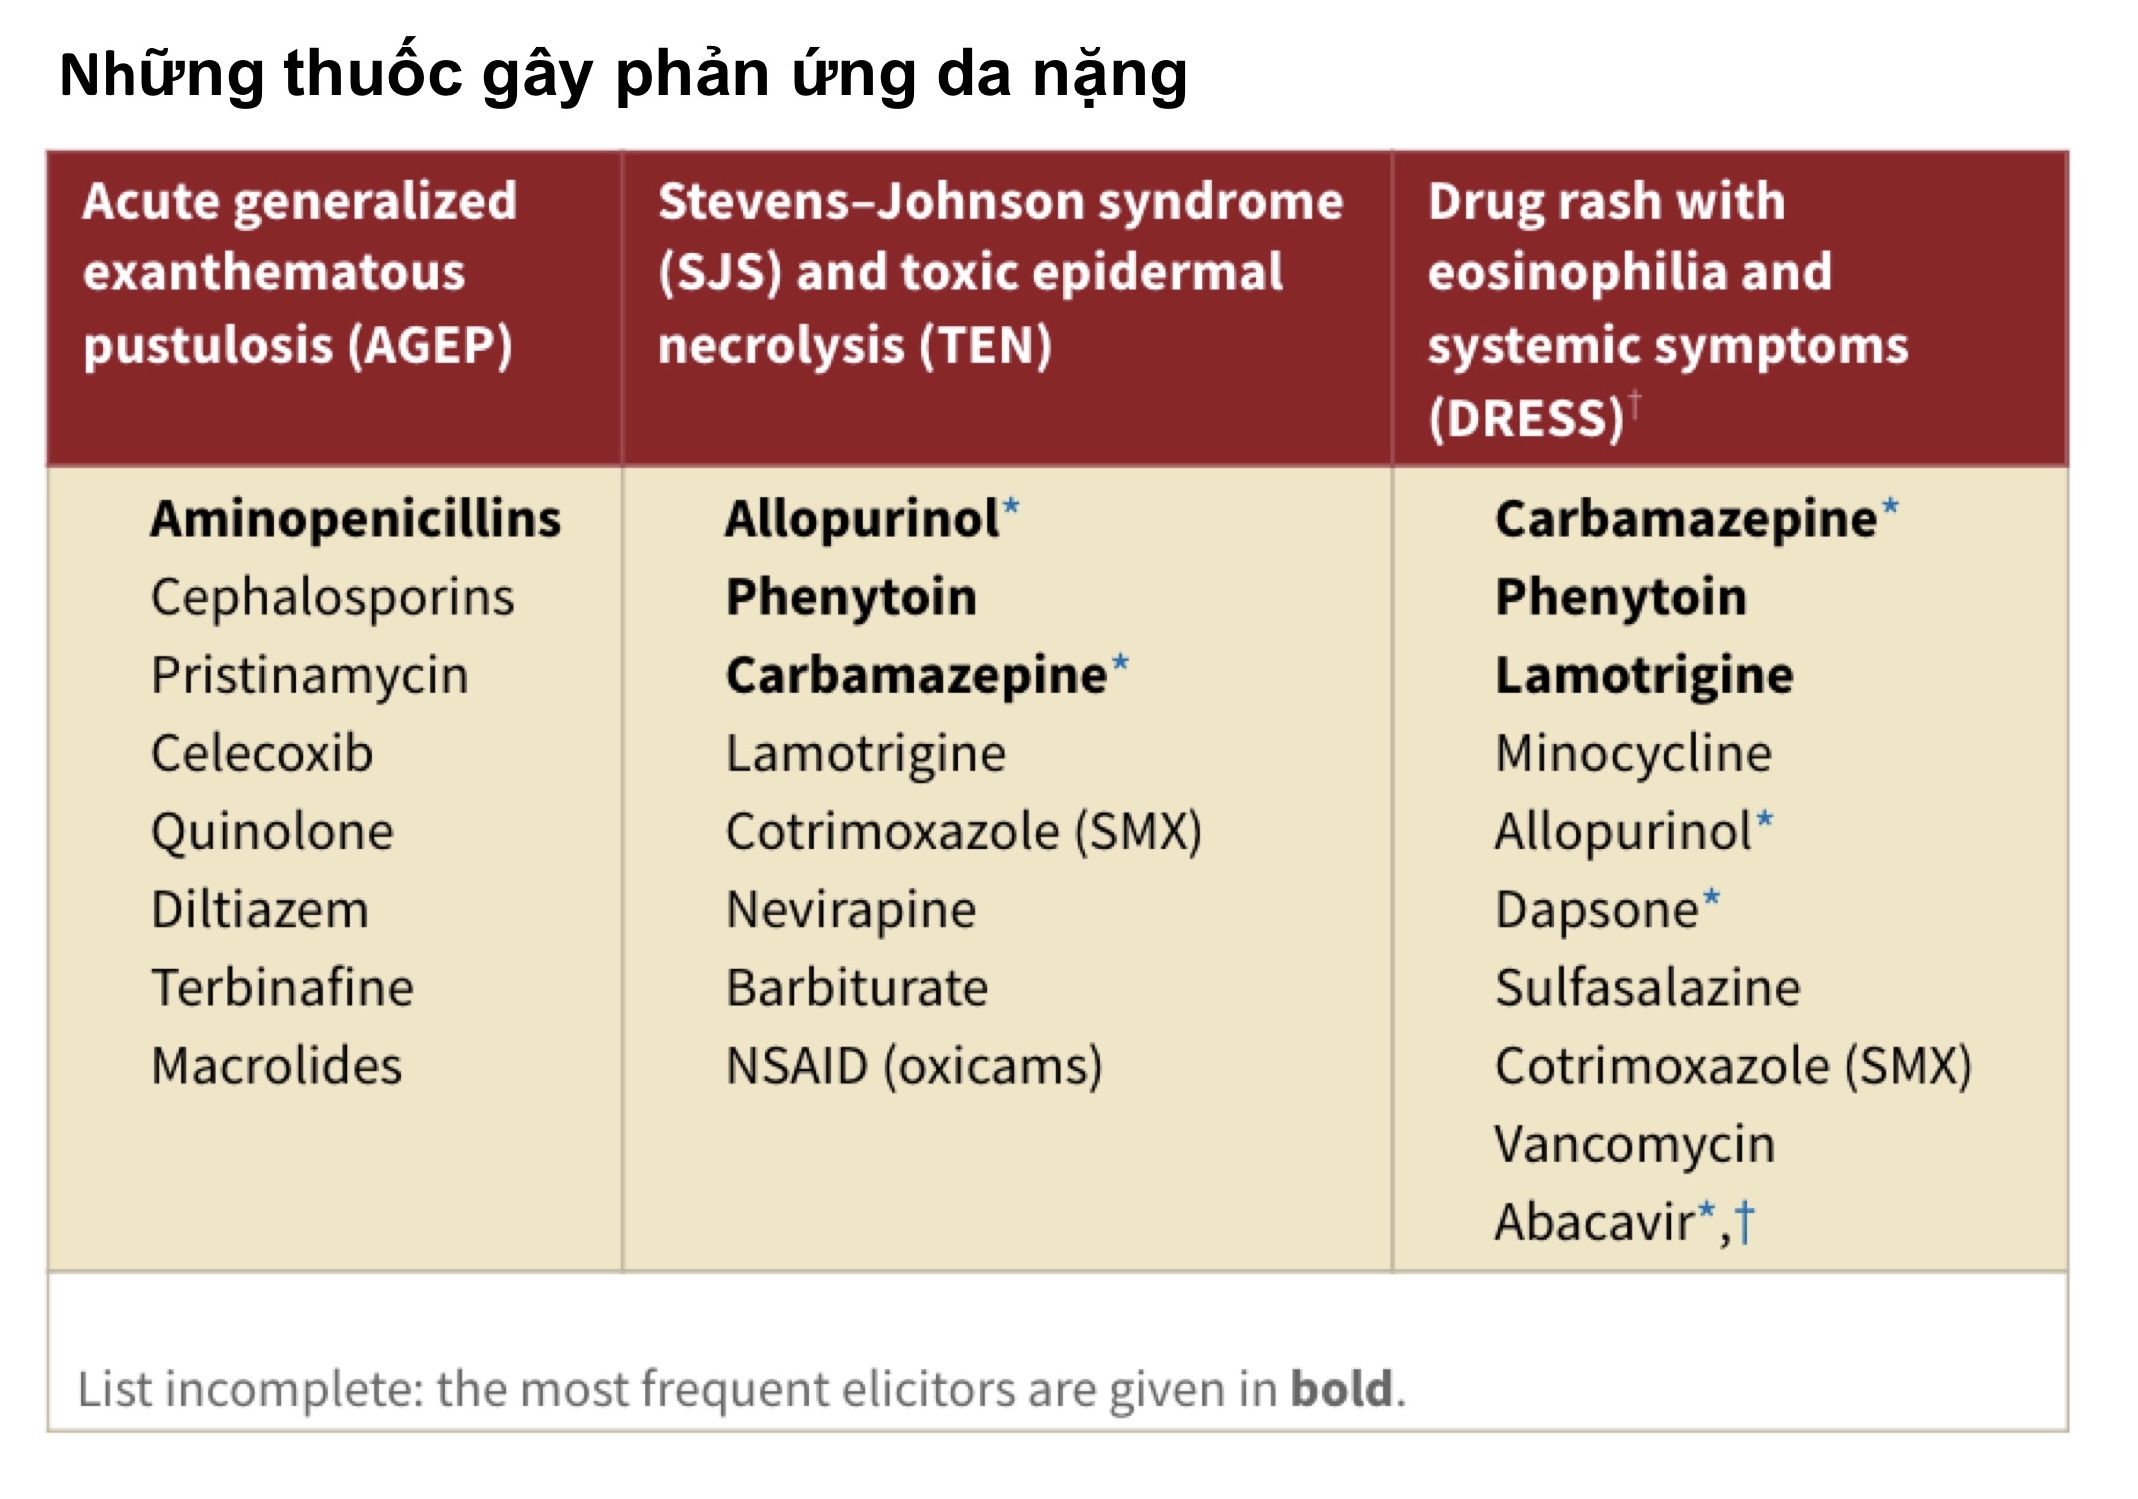 Những thuốc gây phản ứng da nặng
Acute generalized
exanthematous
pustulosis (AGEP)
Stevens–Johnson syndrome
(SJS) and toxic epidermal
necrolysis (TEN)
Drug rash with
eosinophilia and
systemic symptoms
(DRESS)†
Aminopenicillins
Cephalosporins
Pristinamycin
Celecoxib
Quinolone
Diltiazem
Terbinafine
Macrolides
Allopurinol*
Phenytoin
Carbamazepine*
Lamotrigine
Cotrimoxazole (SMX)
Nevirapine
Barbiturate
NSAID (oxicams)
Carbamazepine*
Phenytoin
Lamotrigine
Minocycline
Allopurinol*
Dapsone*
Sulfasalazine
Cotrimoxazole (SMX)
Vancomycin
Abacavir*,†
List incomplete: the most frequent elicitors are given in bold.